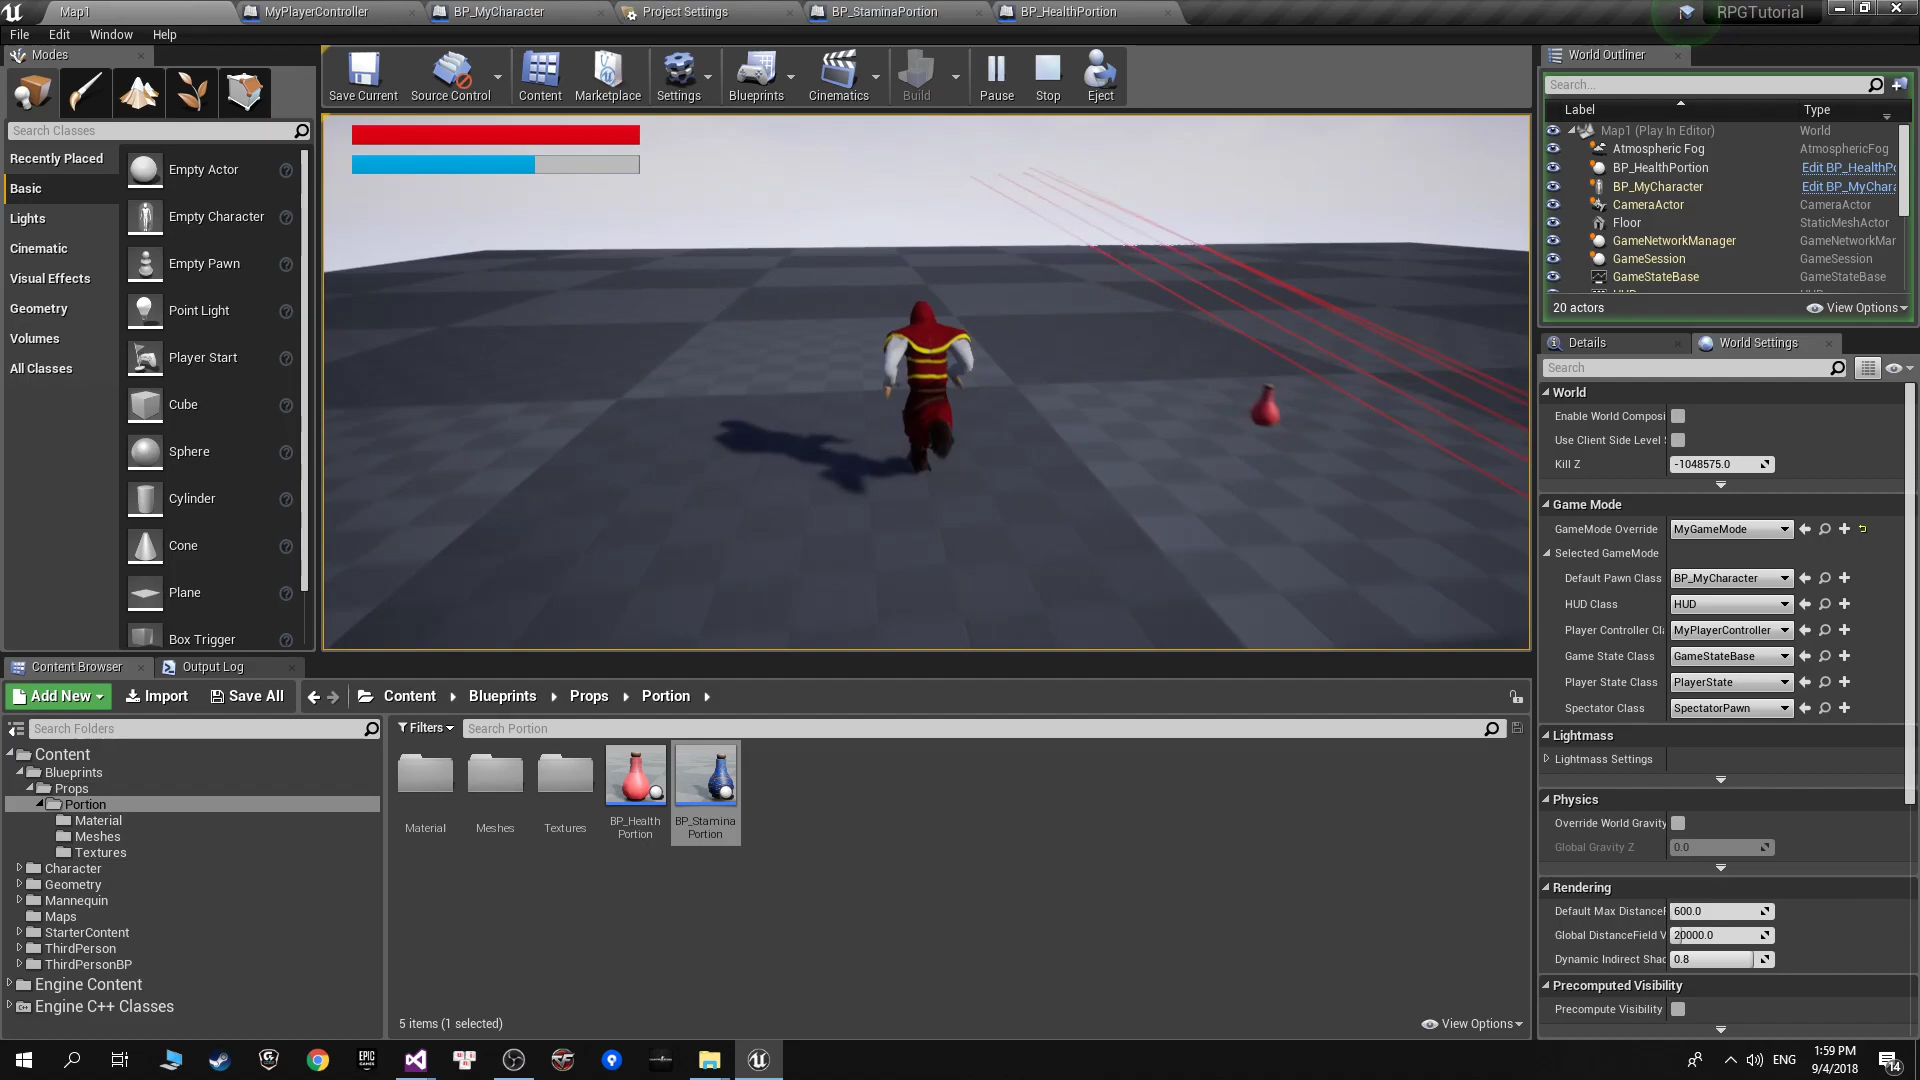 Map1
MyPlayerController
BP_MyCharacter
Project Settings
BP_StaminaPortion
BP_HealthPortion
RPGTutorial
File
Edit
Window
Help
Modes
Save Current
Source Control
Content
Marketplace
Settings
Blueprints
Cinematics
Build
Pause
Stop
Eject
World Outliner
Search...
Label
Type
Search Classes
Recently Placed
Basic
Lights
Cinematic
Visual Effects
Geometry
Volumes
All Classes
Empty Actor
Empty Character
Empty Pawn
Point Light
Player Start
Cube
Sphere
Cylinder
Cone
Plane
Box Trigger
Map1 (Play In Editor)
World
Atmospheric Fog
AtmosphericFog
BP_HealthPortion
Edit BP_HealthPo
BP_MyCharacter
Edit BP_MyChara
CameraActor
CameraActor
Floor
StaticMeshActor
GameNetworkManager
GameNetworkMar
GameSession
GameSession
GameStateBase
GameStateBase
20 actors
View Options
Details
World Settings
Search
World
Enable World Composi
Use Client Side Level
Kill Z
-1048575.0
Game Mode
GameMode Override
MyGameMode
Selected GameMode
Default Pawn Class
BP_MyCharacter
HUD Class
HUD
Player Controller Cl
MyPlayerController
Game State Class
GameStateBase
Player State Class
PlayerState
Spectator Class
SpectatorPawn
Lightmass
Lightmass Settings
Physics
Override World Gravity
Global Gravity Z
0.0
Rendering
Default Max DistanceF
600.0
Global DistanceField V
20000.0
Dynamic Indirect Shad
0.8
Precomputed Visibility
Precompute Visibility
Content Browser
Output Log
Add New
Import
Save All
Content
Blueprints
Props
Portion
Search Folders
Filters
Search Portion
Content
Blueprints
Props
Portion
Material
Meshes
Textures
Character
Geometry
Mannequin
Maps
StarterContent
ThirdPerson
ThirdPersonBP
Engine Content
Engine C++ Classes
Material
Meshes
Textures
BP_Health
Portion
BP_Stamina
Portion
5 items (1 selected)
View Options
EPIC
GAMES
ENG
1:59 PM
9/4/2018
14